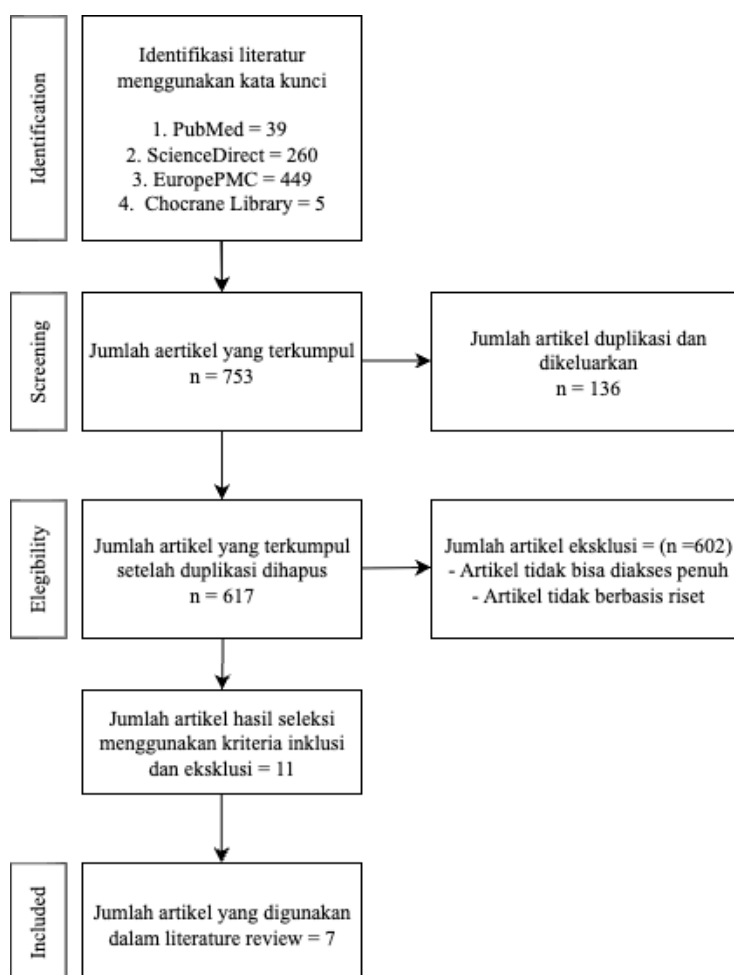 Identification
Identifikasi literatur
menggunakan kata kunci
1. PubMed = 39
2. ScienceDirect = 260
3. EuropePMC = 449
4. Chocrane Library = 5
Screening
Jumlah aertikel yang terkumpul
n = 753
Jumlah artikel duplikasi dan
dikeluarkan
n = 136
Elegibility
Jumlah artikel yang terkumpul
setelah duplikasi dihapus
n = 617
Jumlah artikel eksklusi = (n =602)
- Artikel tidak bisa diakses penuh
- Artikel tidak berbasis riset
Jumlah artikel hasil seleksi
menggunakan kriteria inklusi
dan eksklusi = 11
Included
Jumlah artikel yang digunakan
dalam literature review = 7